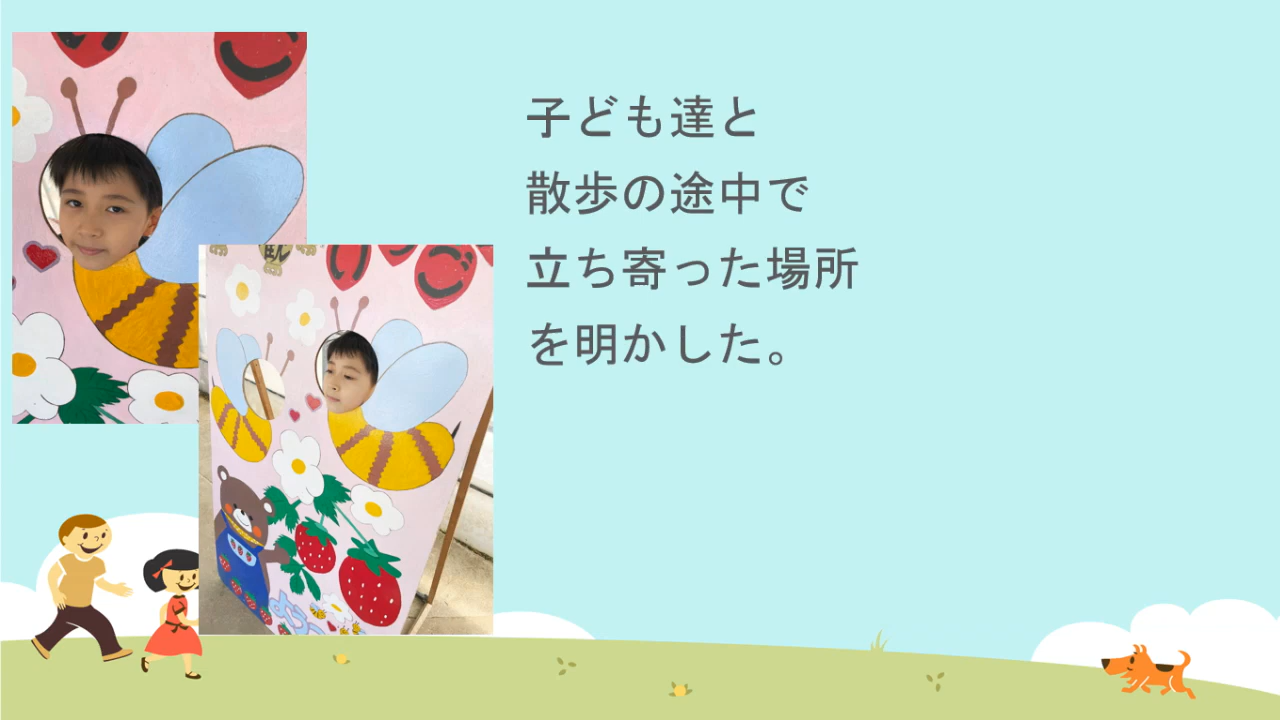 子ども達と
散歩の途中で
立ち寄った場所
を明かした。